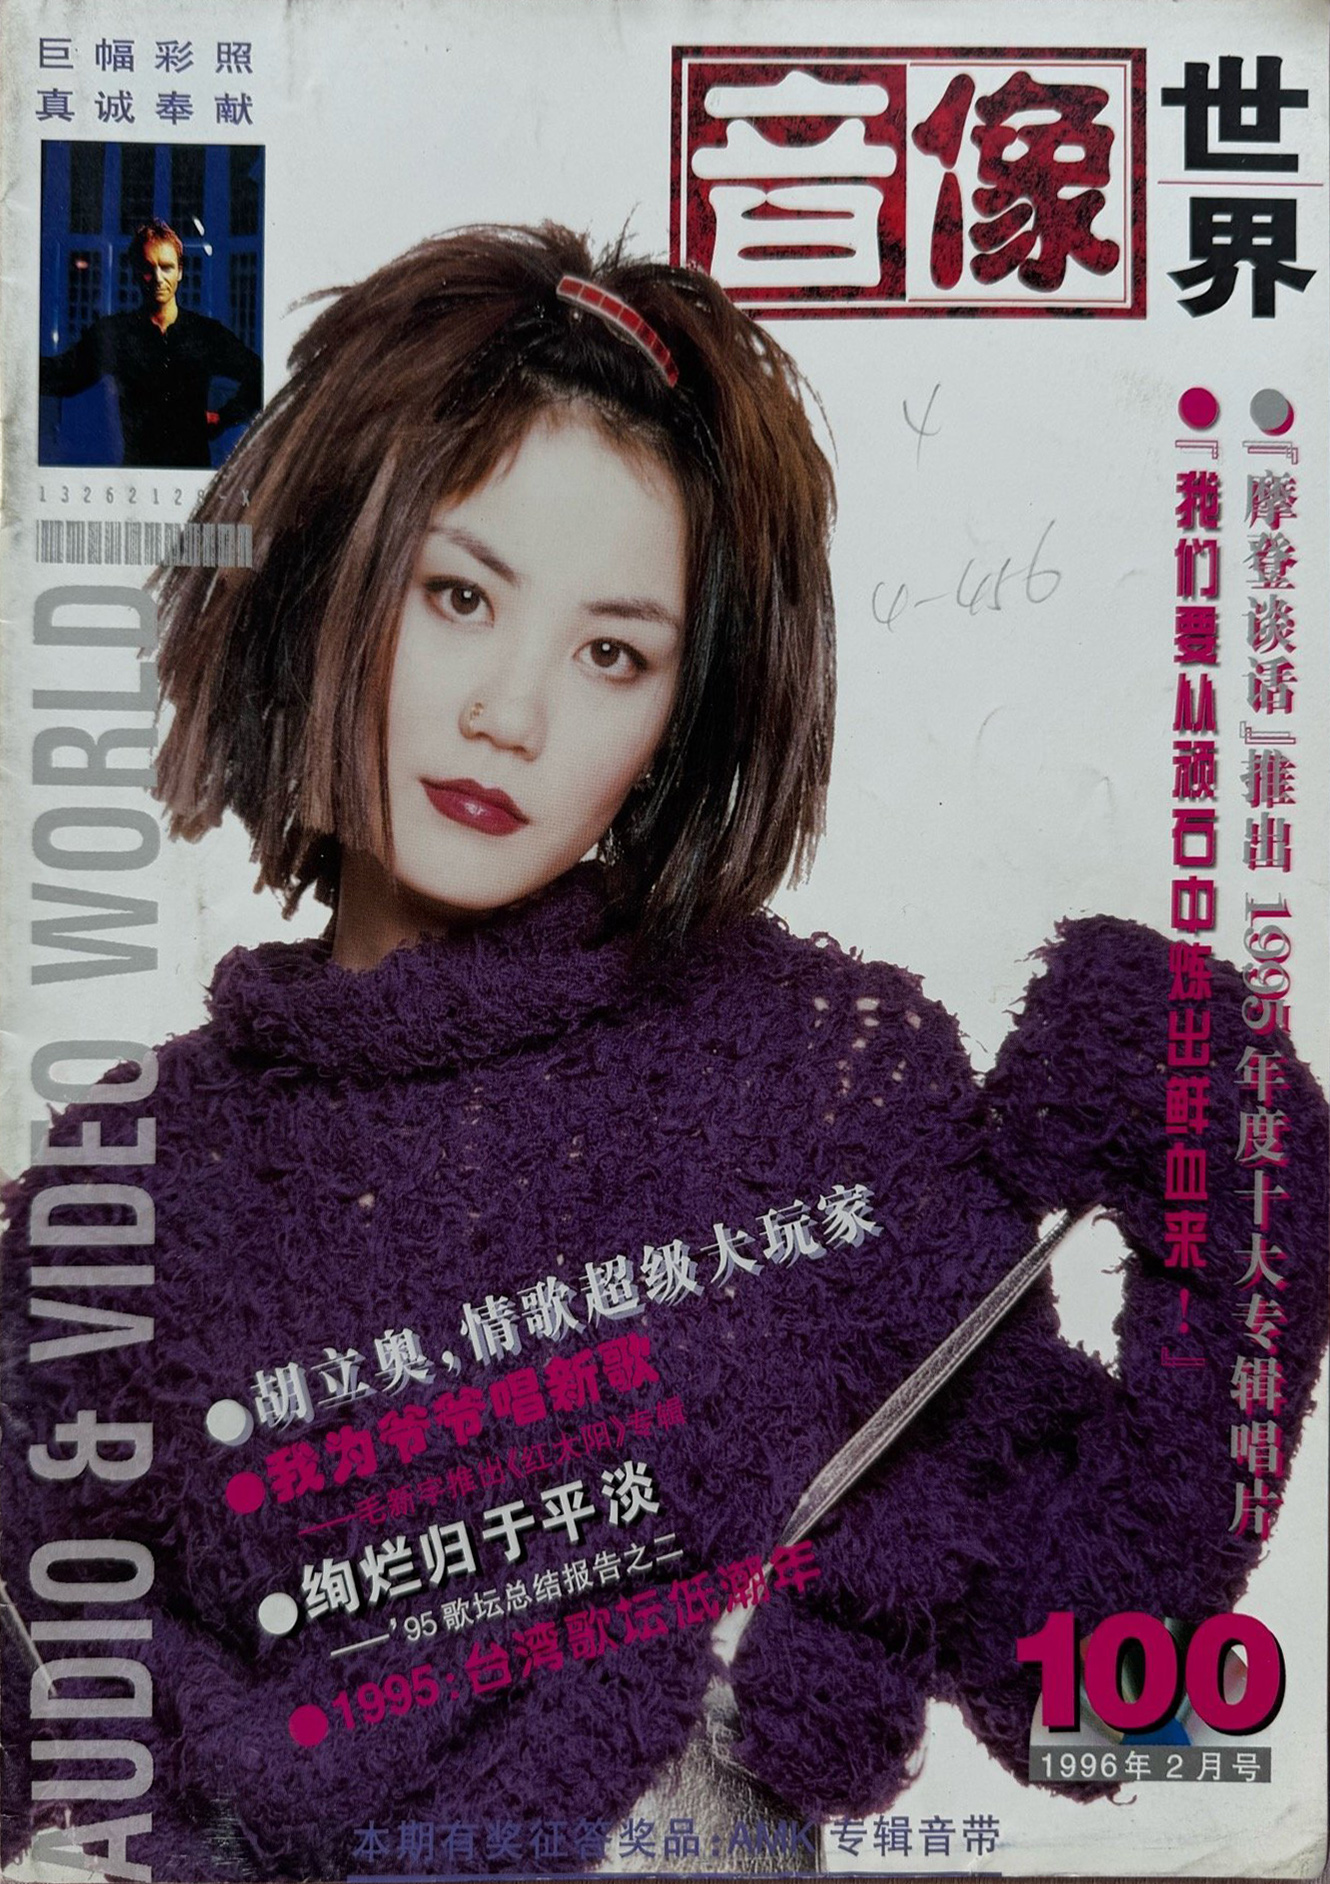 巨幅彩照
真诚奉献
音像世界
13262128-X
AUDIO & VIDEO WORLD
4
4-456
●『摩登谈话』推出1995年度十大专辑唱片
●『我们要从顽石中炼出鲜血来！』
●胡立奥，情歌超级大玩家
●我为爷爷唱新歌
——毛新宇推出《红太阳》专辑
●绚烂归于平淡
——'95歌坛总结报告之二
●1995：台湾歌坛低潮年
100
1996年2月号
本期有奖征答奖品：AMK专辑音带